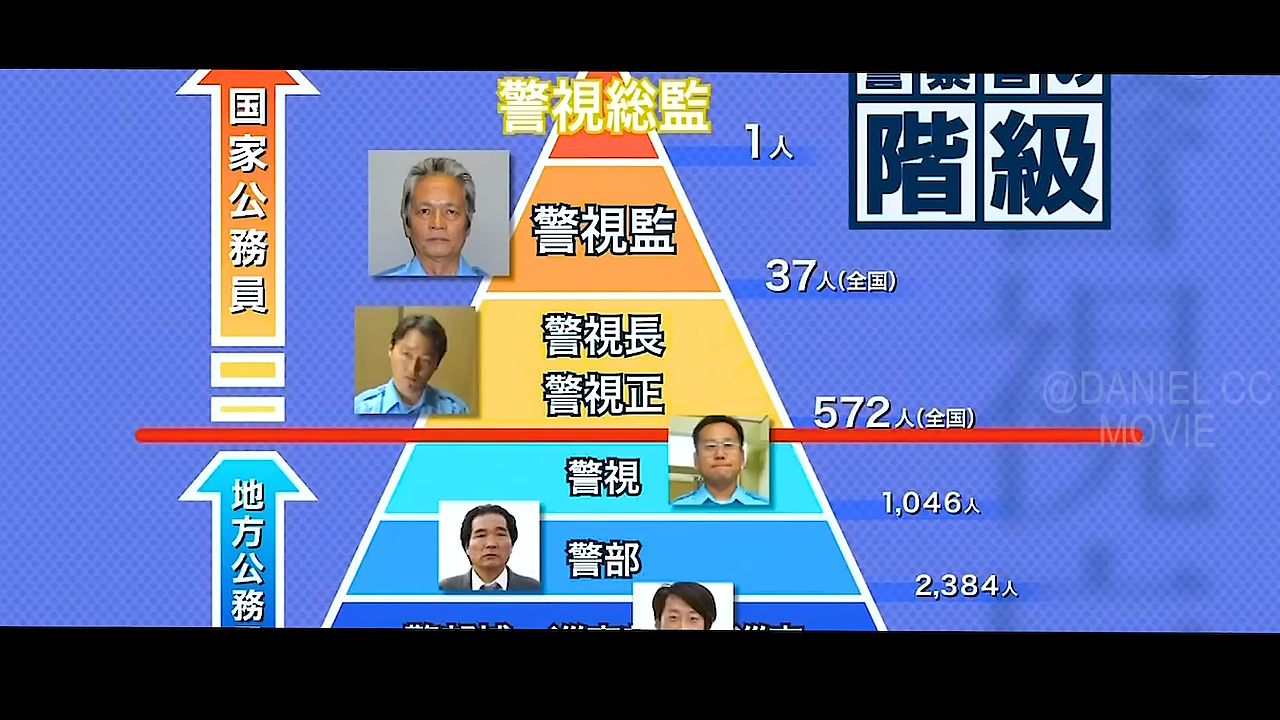 警視総監
階級
1人
国家公務員
警視監
37人(全国)
警視長
警視正
572人(全国)
@DANIEL CC
MOVIE
警視
1,046人
地方公務
警部
2,384人